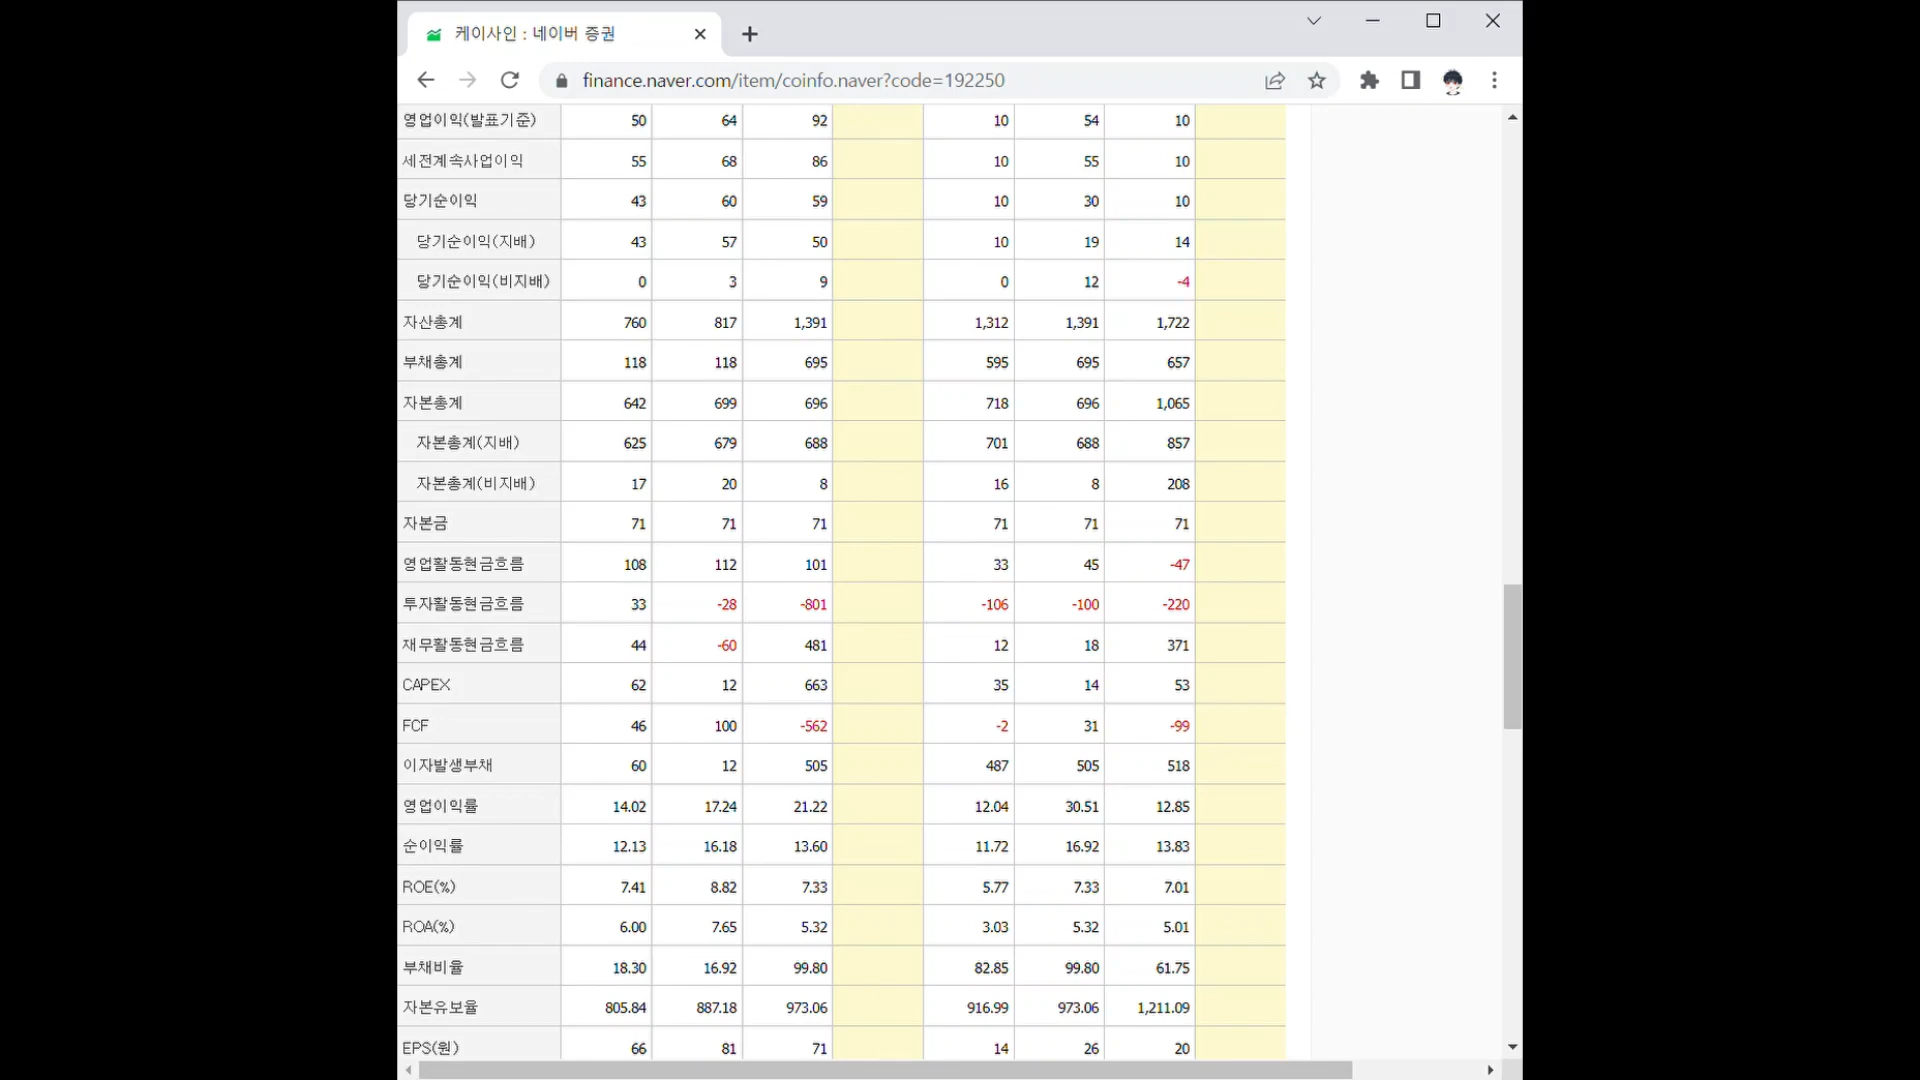 케이사인 : 네이버 증권
finance.naver.com/item/coinfo.naver?code=192250
영업이익(발표기준) 50 64 92 10 54 10
세전계속사업이익 55 68 86 10 55 10
당기순이익 43 60 59 10 30 10
당기순이익(지배) 43 57 50 10 19 14
당기순이익(비지배) 0 3 9 0 12 -4
자산총계 760 817 1,391 1,312 1,391 1,722
부채총계 118 118 695 595 695 657
자본총계 642 699 696 718 696 1,065
자본총계(지배) 625 679 688 701 688 857
자본총계(비지배) 17 20 8 16 8 208
자본금 71 71 71 71 71 71
영업활동현금흐름 108 112 101 33 45 -47
투자활동현금흐름 33 -28 -801 -106 -100 -220
재무활동현금흐름 44 -60 481 12 18 371
CAPEX 62 12 663 35 14 53
FCF 46 100 -562 -2 31 -99
이자발생부채 60 12 505 487 505 518
영업이익률 14.02 17.24 21.22 12.04 30.51 12.85
순이익률 12.13 16.18 13.60 11.72 16.92 13.83
ROE(%) 7.41 8.82 7.33 5.77 7.33 7.01
ROA(%) 6.00 7.65 5.32 3.03 5.32 5.01
부채비율 18.30 16.92 99.80 82.85 99.80 61.75
자본유보율 805.84 887.18 973.06 916.99 973.06 1,211.09
EPS(원) 66 81 71 14 26 20